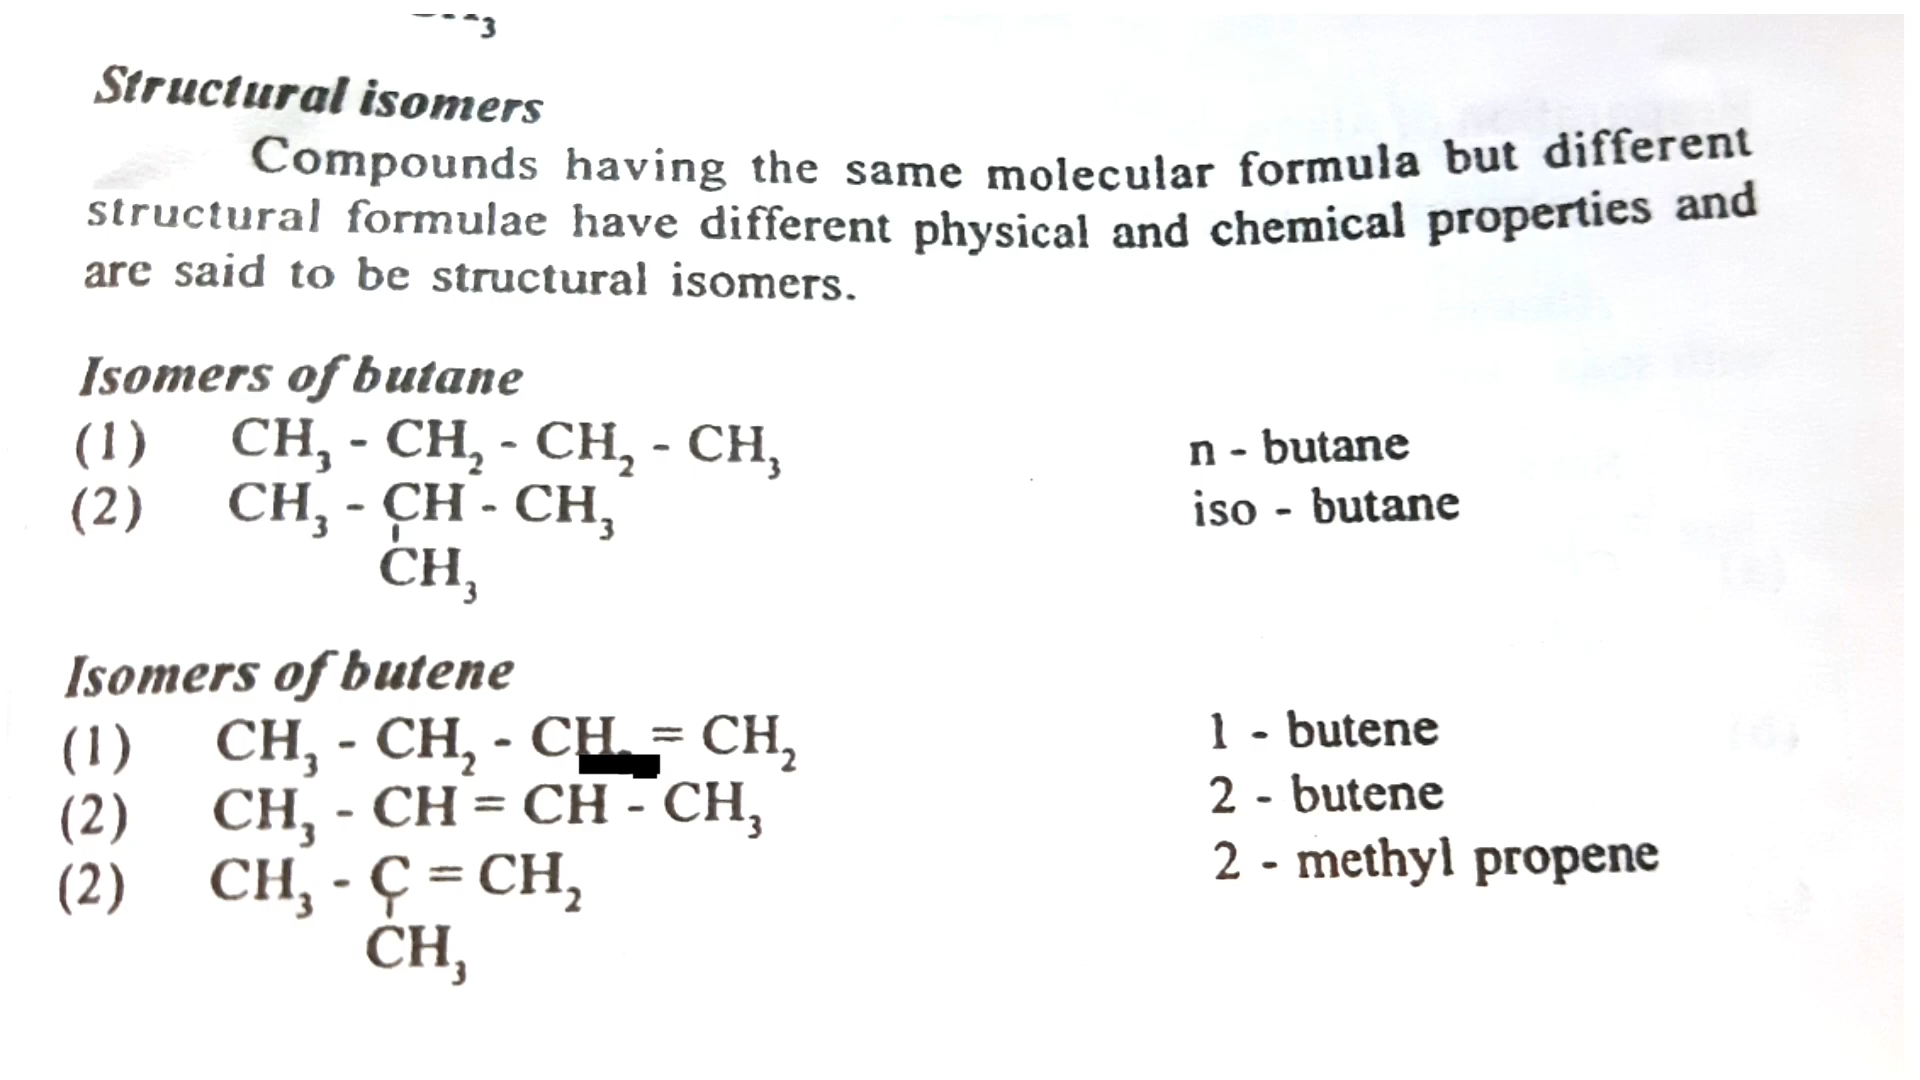 Structural isomers
Compounds having the same molecular formula but different
structural formulae have different physical and chemical properties and
are said to be structural isomers.
Isomers of butane
(1) CH₃ - CH₂ - CH₂ - CH₃ n - butane
(2) CH₃ - CH - CH₃ iso - butane
CH₃
Isomers of butene
(1) CH₃ - CH₂ - CH = CH₂ 1 - butene
(2) CH₃ - CH = CH - CH₃ 2 - butene
(2) CH₃ - C = CH₂ 2 - methyl propene
CH₃